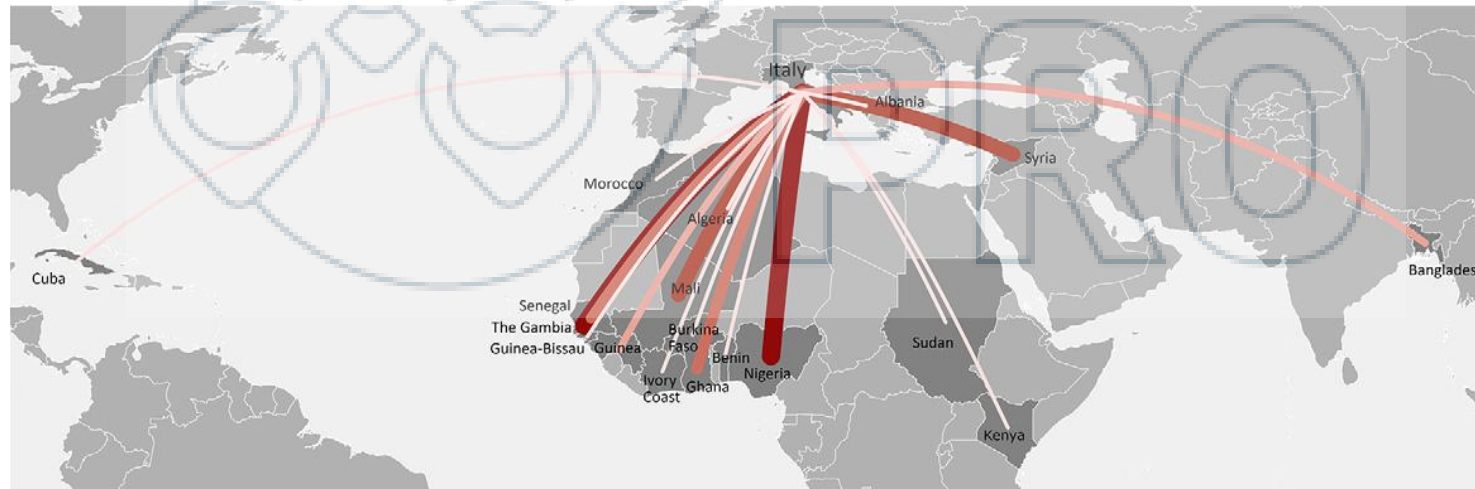 Italy
Albania
Syria
Morocco
Algeria
Cuba
Banglades
Mali
Senegal
The Gambia
Guinea-Bissau
Guinea
Burkina
Faso
Benin
Ivory
Coast
Ghana
Nigeria
Sudan
Kenya
PRO